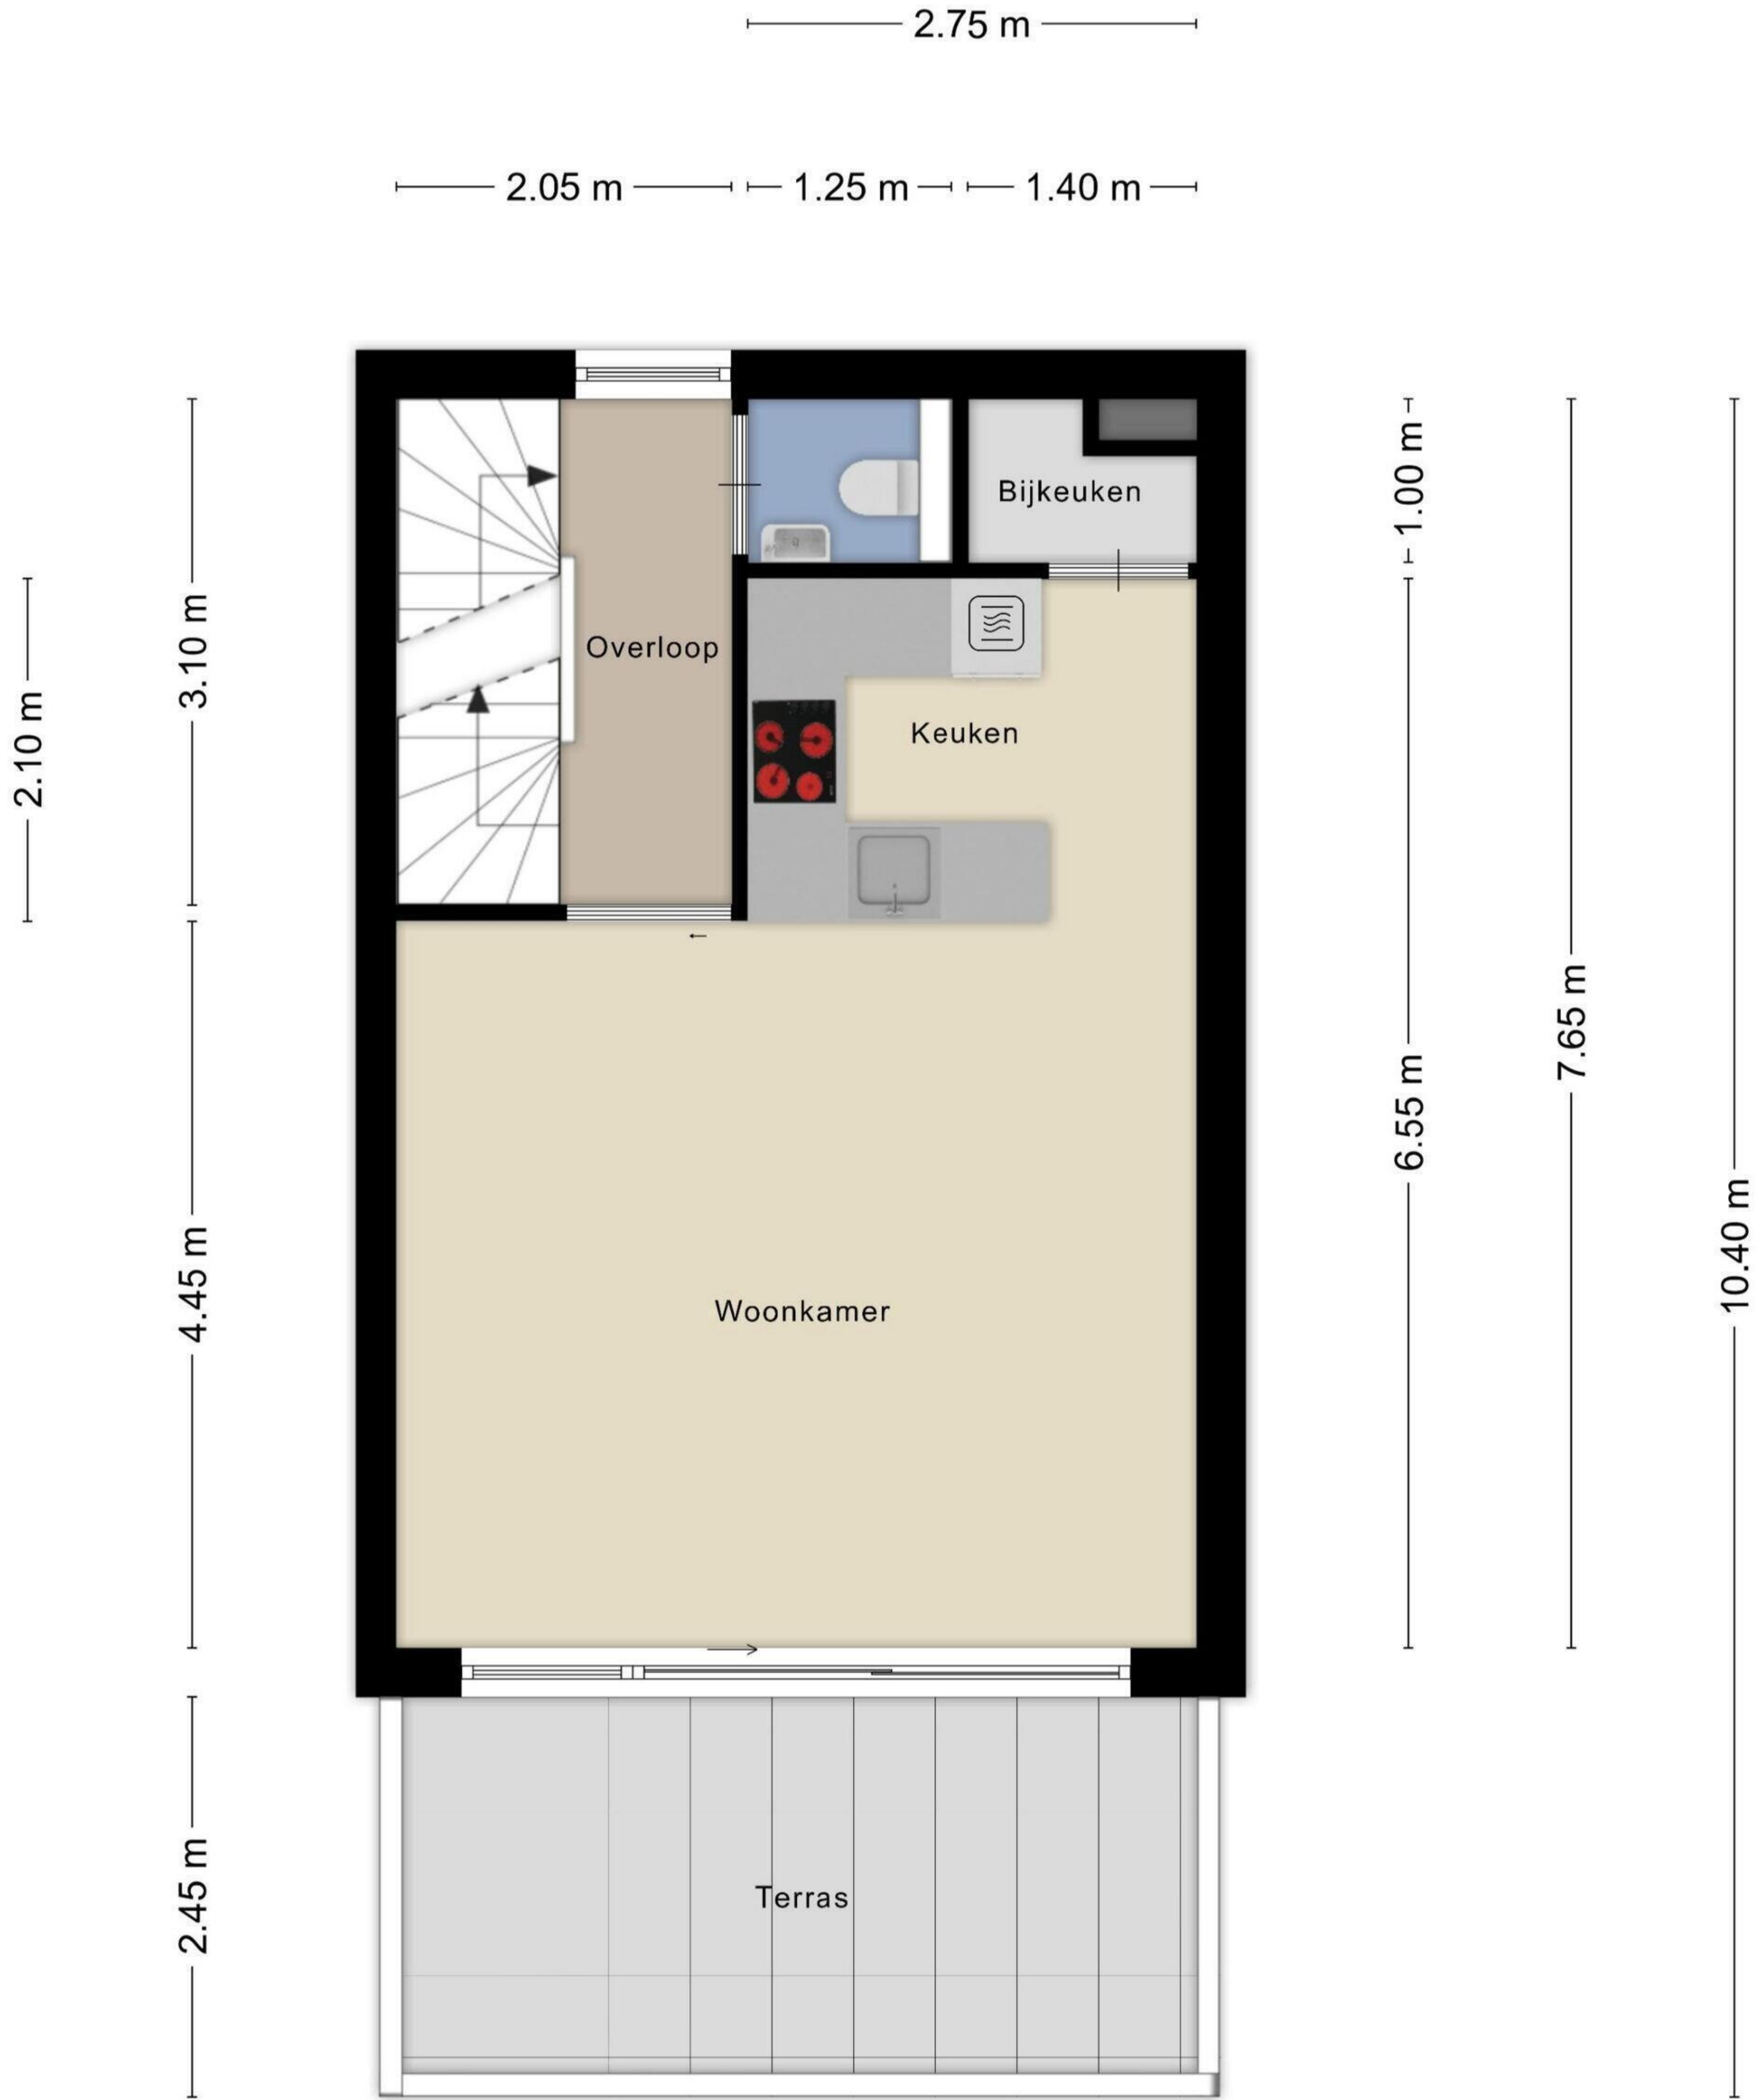 2.75 m
2.05 m
1.25 m
1.40 m
1.00 m
Bijkeuken
3.10 m
Overloop
2.10 m
Keuken
7.65 m
6.55 m
10.40 m
4.45 m
Woonkamer
2.45 m
Terras